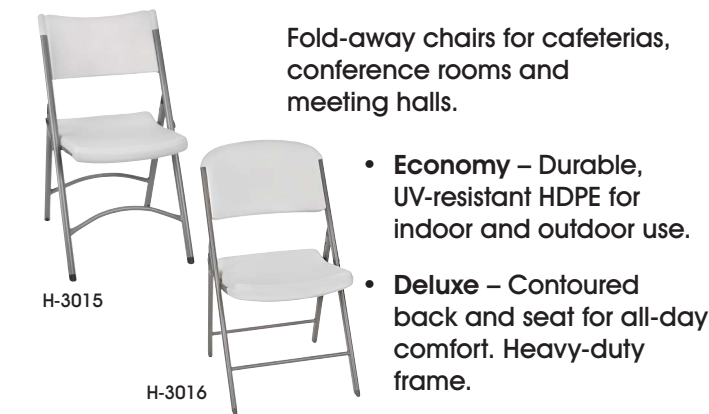 Fold-away chairs for cafeterias,
conference rooms and
meeting halls.
• Economy – Durable,
UV-resistant HDPE for
indoor and outdoor use.
• Deluxe – Contoured
back and seat for all-day
comfort. Heavy-duty
frame.
H-3015
H-3016